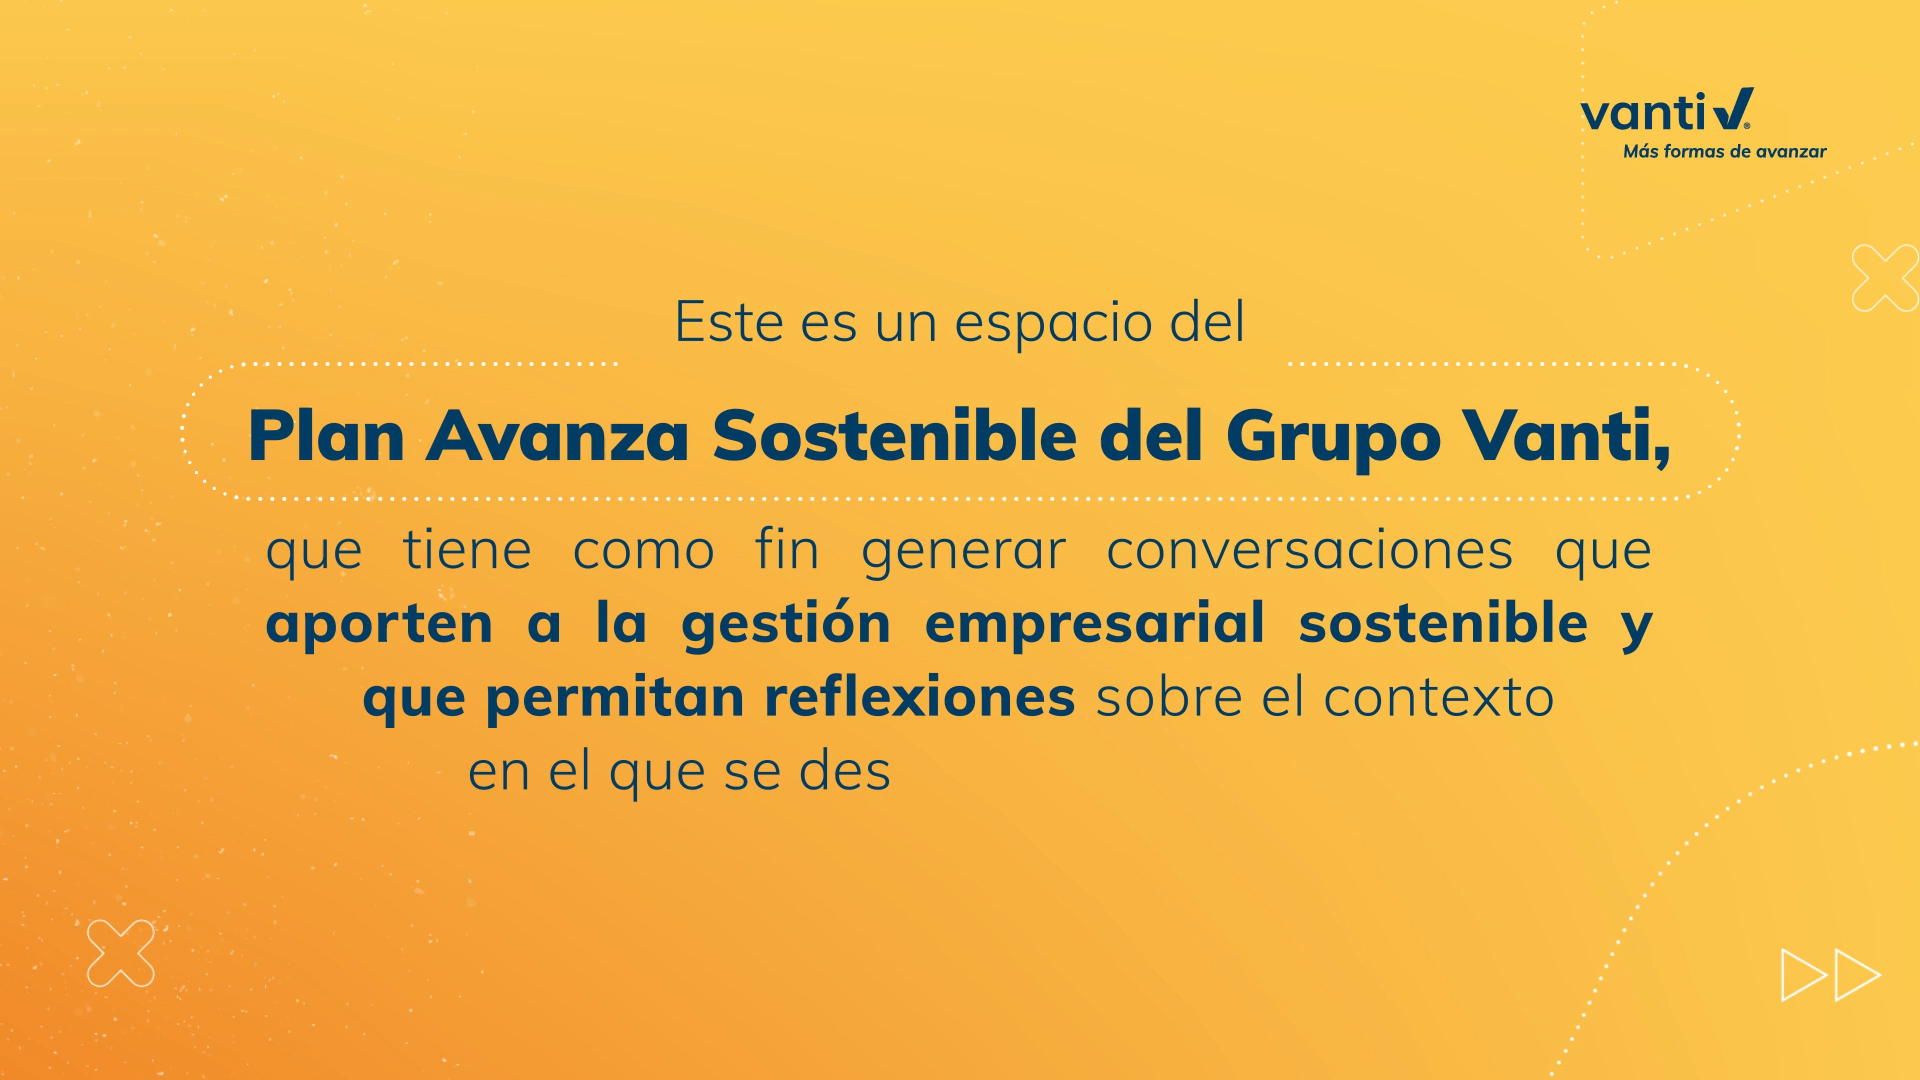 vanti
Más formas de avanzar
Este es un espacio del
Plan Avanza Sostenible del Grupo Vanti,
que tiene como fin generar conversaciones que
aporten a la gestión empresarial sostenible y
que permitan reflexiones sobre el contexto
en el que se des